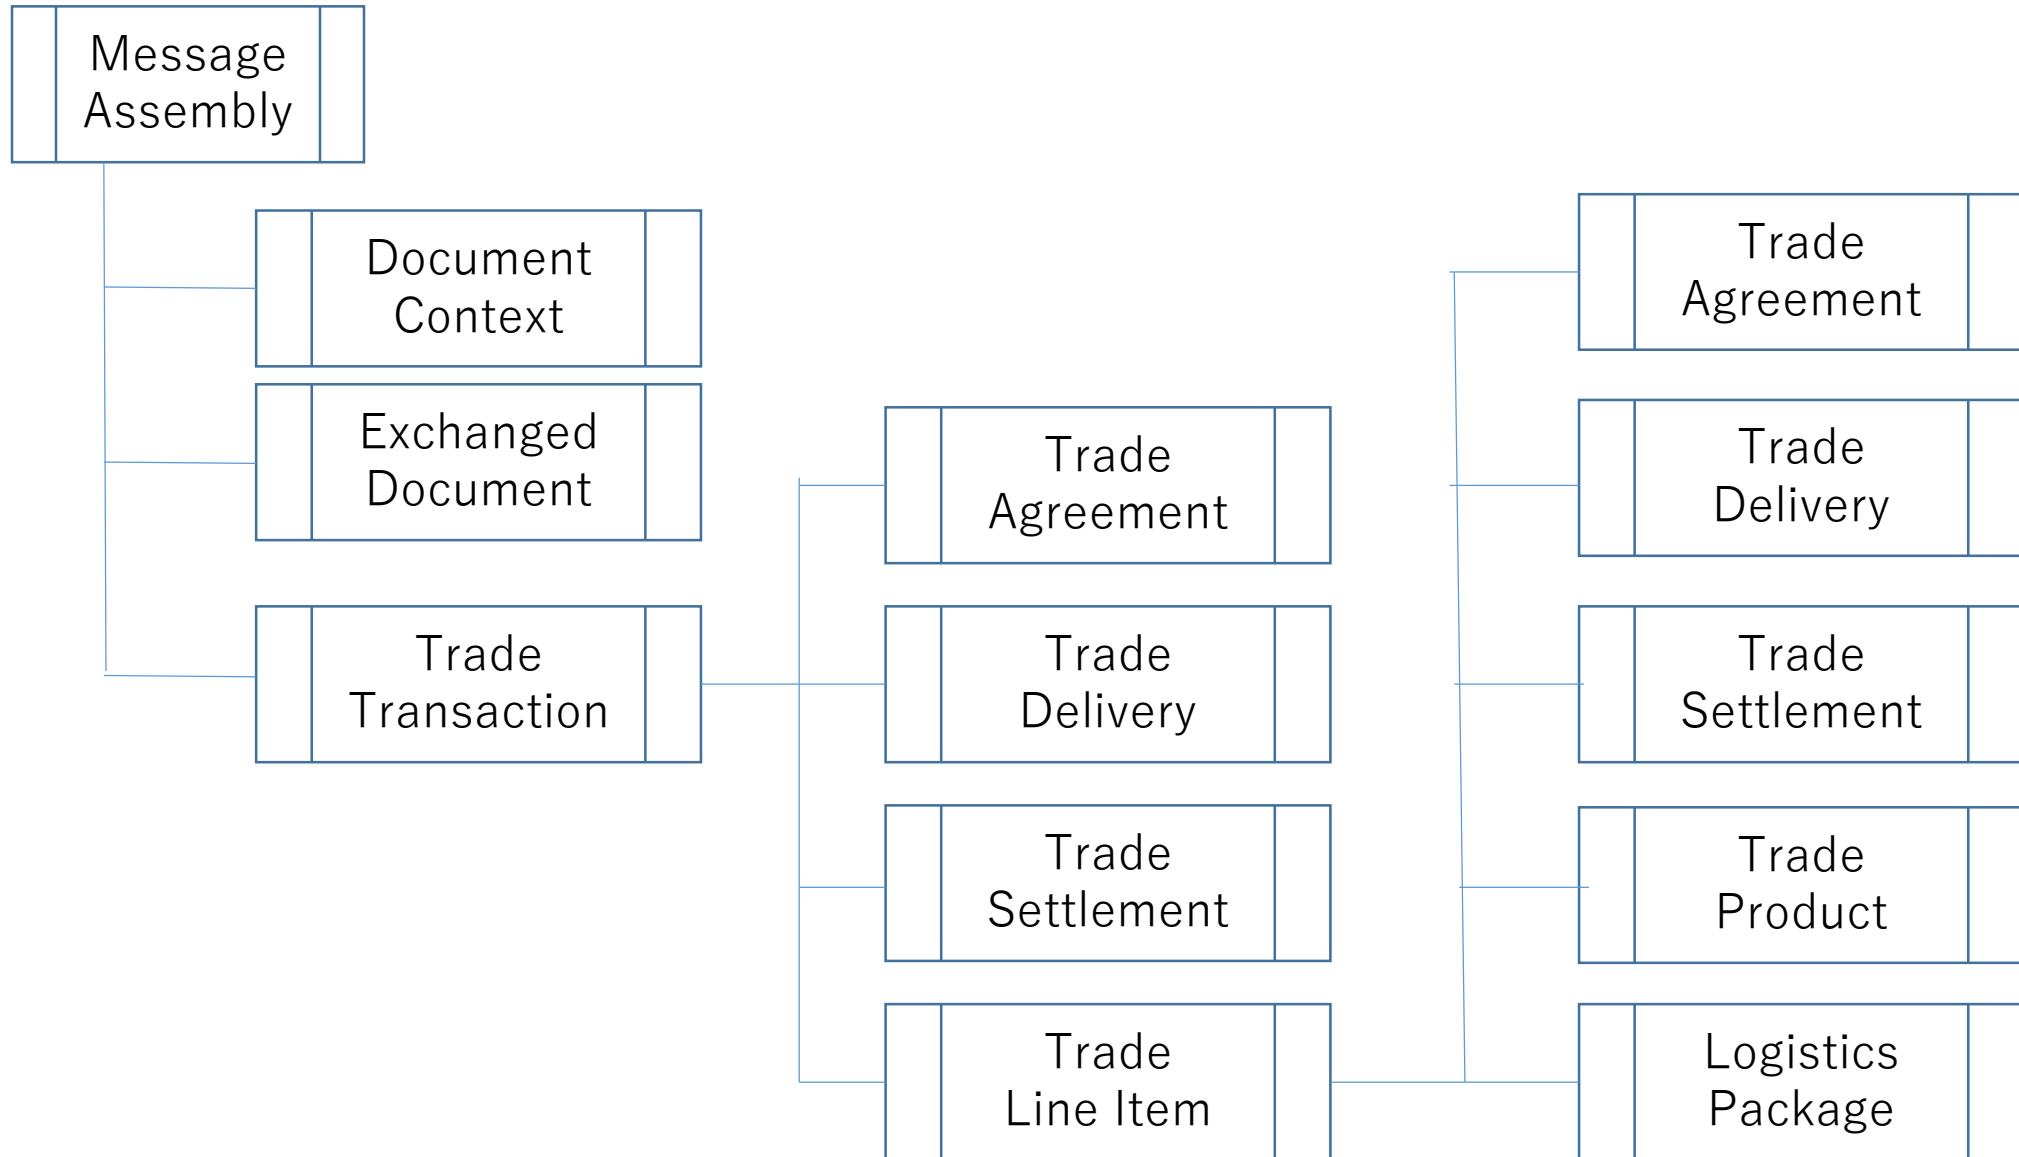 Message
Assembly
Document
Context
Exchanged
Document
Trade
Transaction
Trade
Agreement
Trade
Delivery
Trade
Settlement
Trade
Line Item
Trade
Agreement
Trade
Delivery
Trade
Settlement
Trade
Product
Logistics
Package